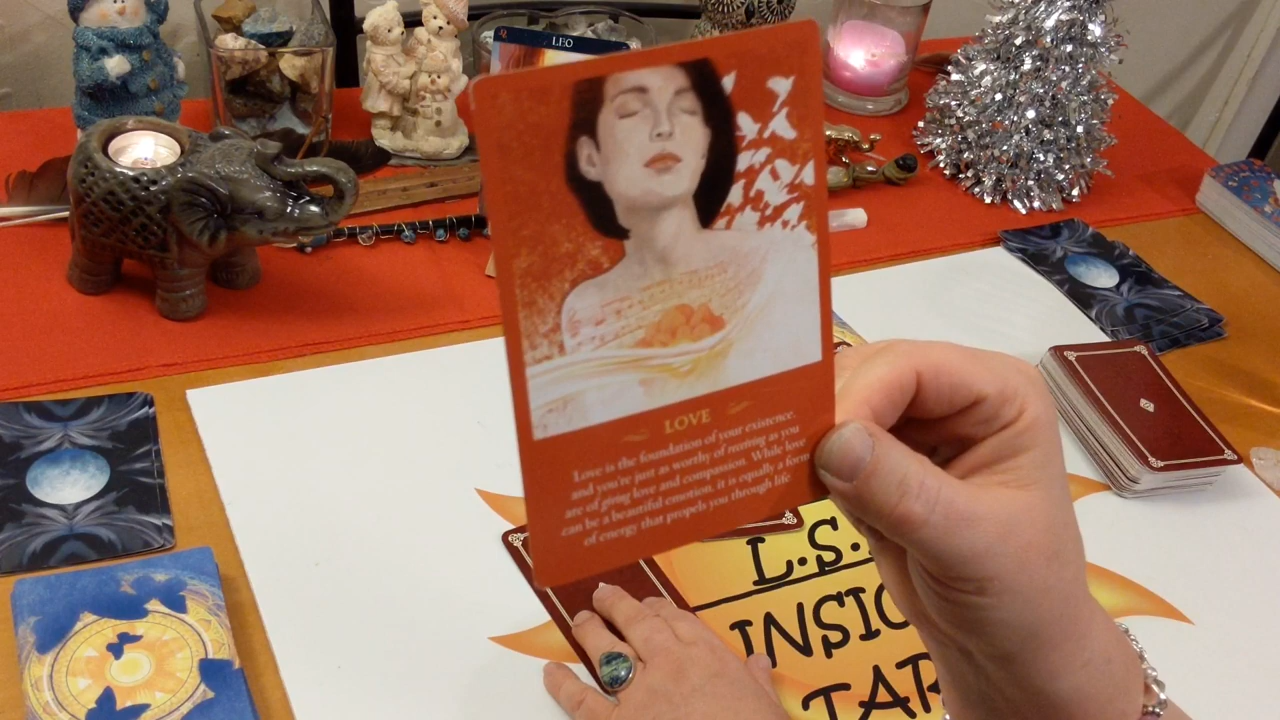 LEO
LOVE
Love is the foundation of your existence.
and you're just as worthy of receiving as you
are of giving love and compassion. While love
can be a beautiful emotion, it is equally a form
of energy that propels you through life
L.S.
INSIG
TAR